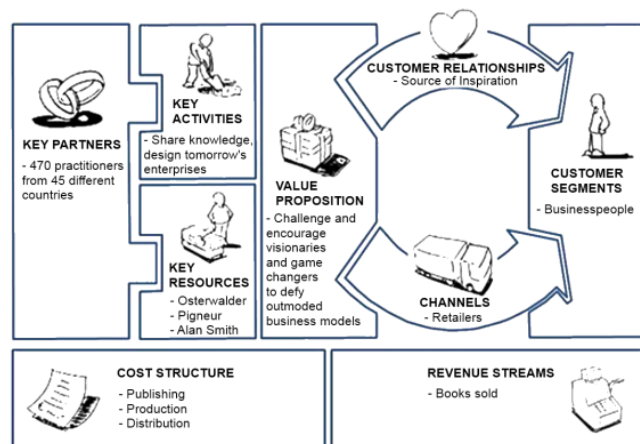 KEY PARTNERS
- 470 practitioners
from 45 different
countries
KEY
ACTIVITIES
- Share knowledge,
design tomorrow's
enterprises
KEY
RESOURCES
- Osterwalder
- Pigneur
- Alan Smith
VALUE
PROPOSITION
- Challenge and
encourage
visionaries
and game
changers
to defy
outmoded
business models
CUSTOMER RELATIONSHIPS
- Source of Inspiration
CHANNELS
- Retailers
CUSTOMER
SEGMENTS
- Businesspeople
COST STRUCTURE
- Publishing
- Production
- Distribution
REVENUE STREAMS
- Books sold